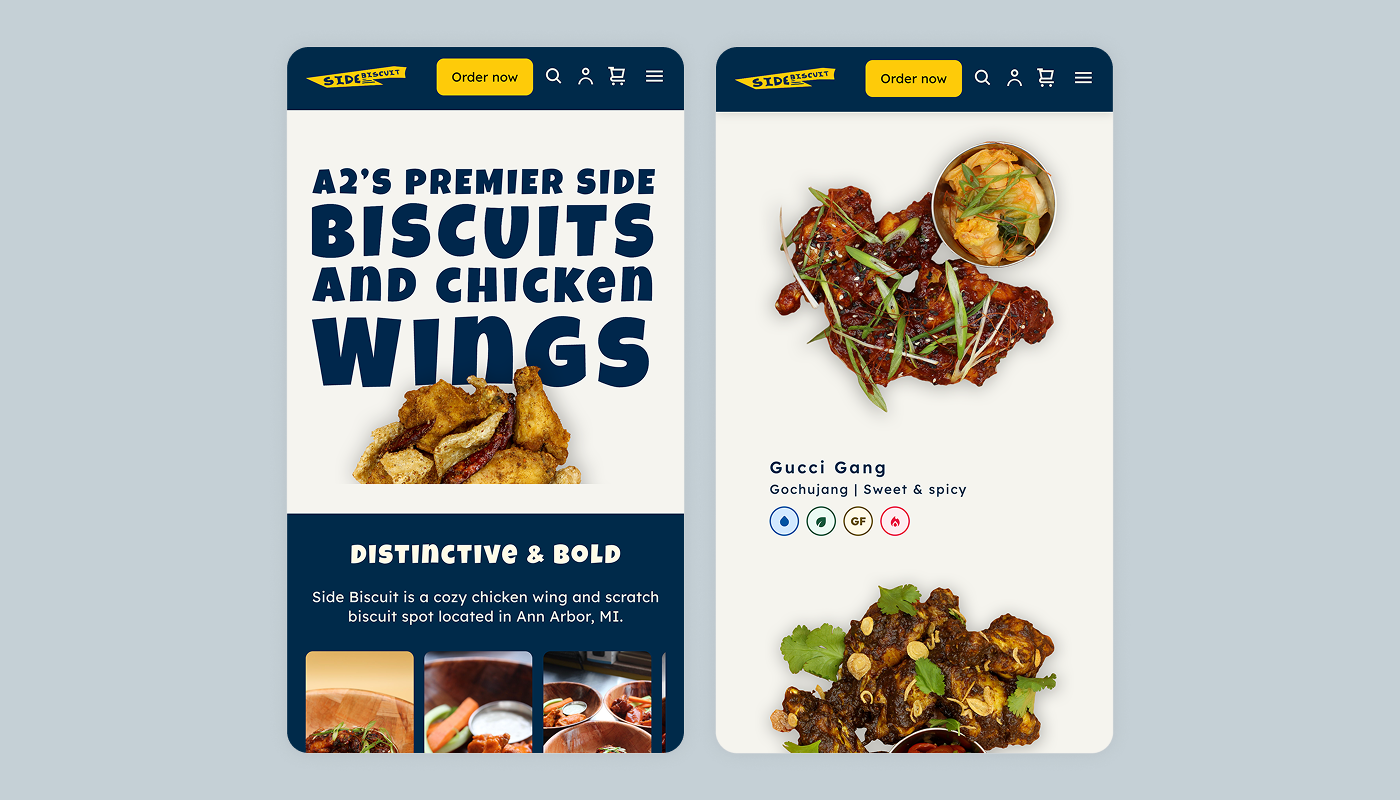 SIDE BISCUIT
Order now
A2'S PREMIER SIDE
BISCUITS
AND CHICKEN
WINGS
DISTINCTIVE & BOLD
Side Biscuit is a cozy chicken wing and scratch
biscuit spot located in Ann Arbor, MI.
SIDE BISCUIT
Order now
Gucci Gang
Gochujang | Sweet & spicy
GF